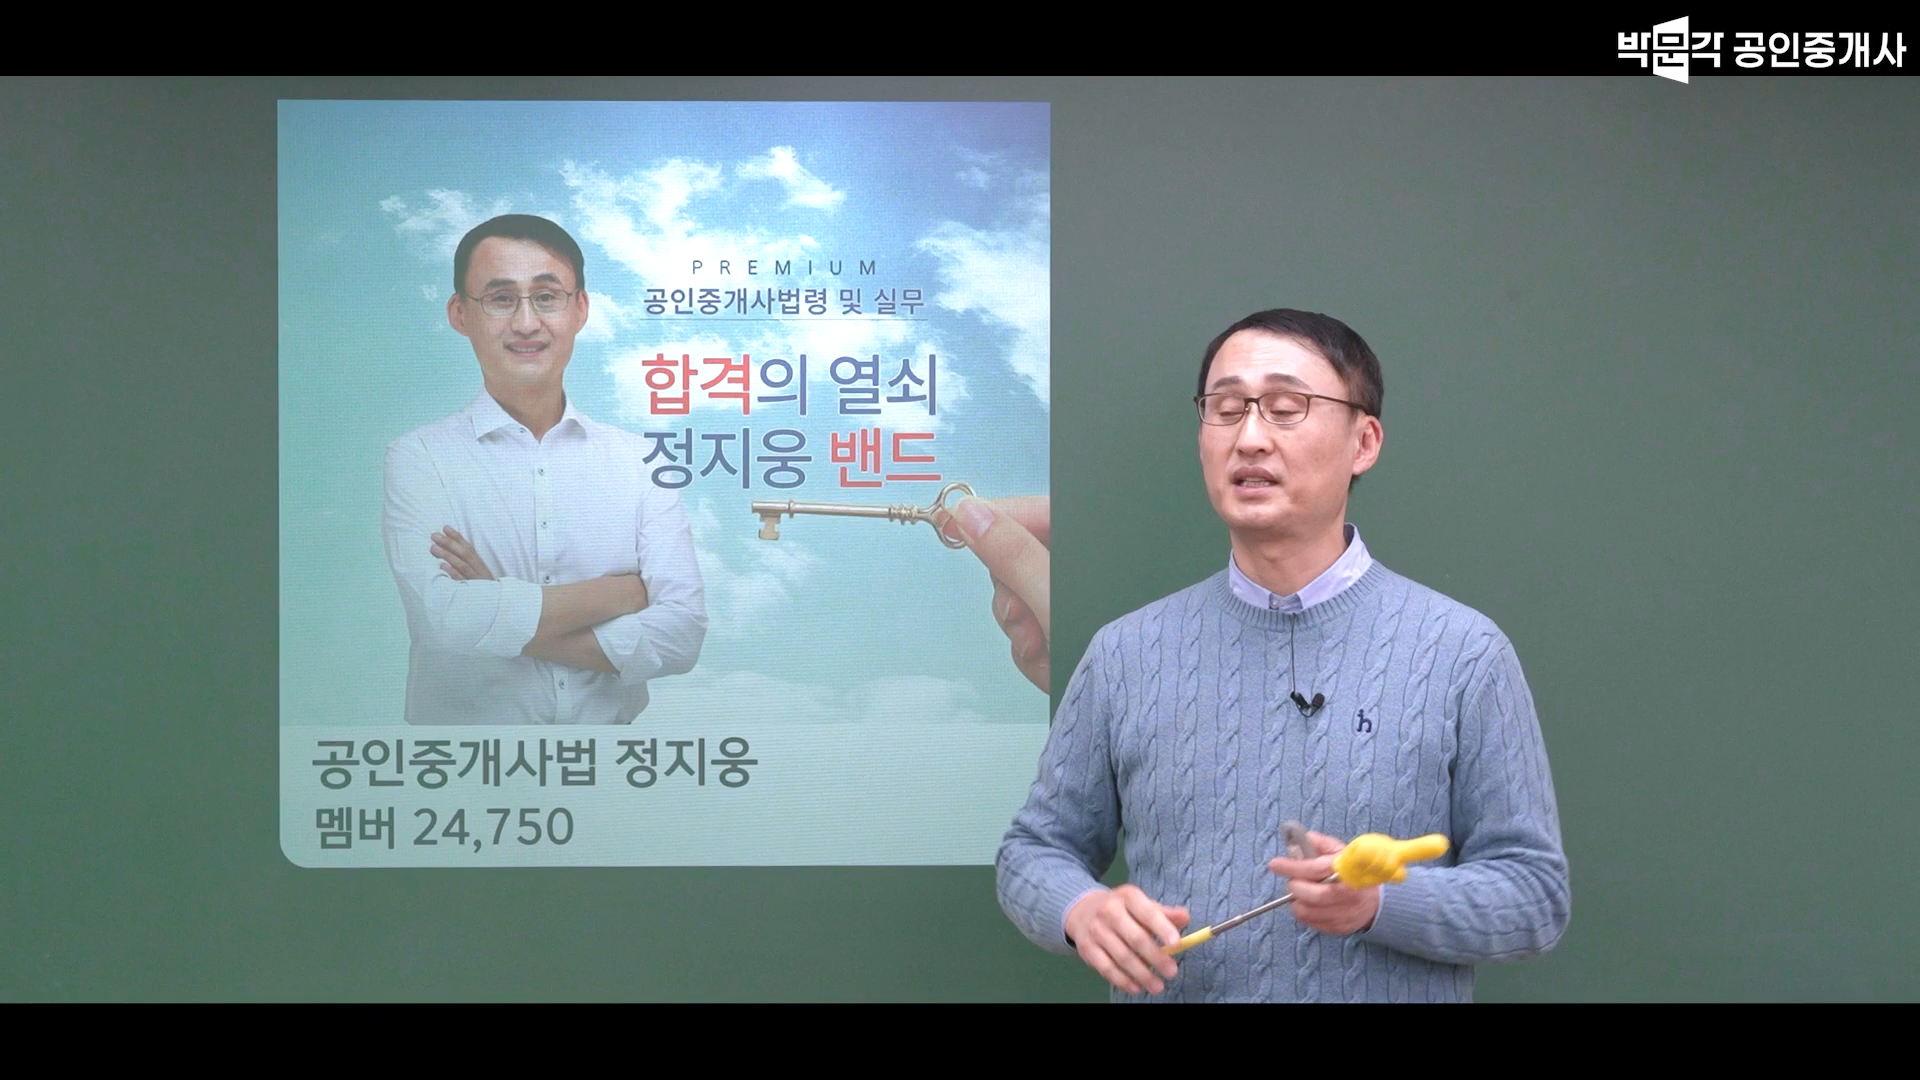 박문각 공인중개사
PREMIUM
공인중개사법령 및 실무
합격의 열쇠
정지웅 밴드
공인중개사법 정지웅
멤버 24,750
h